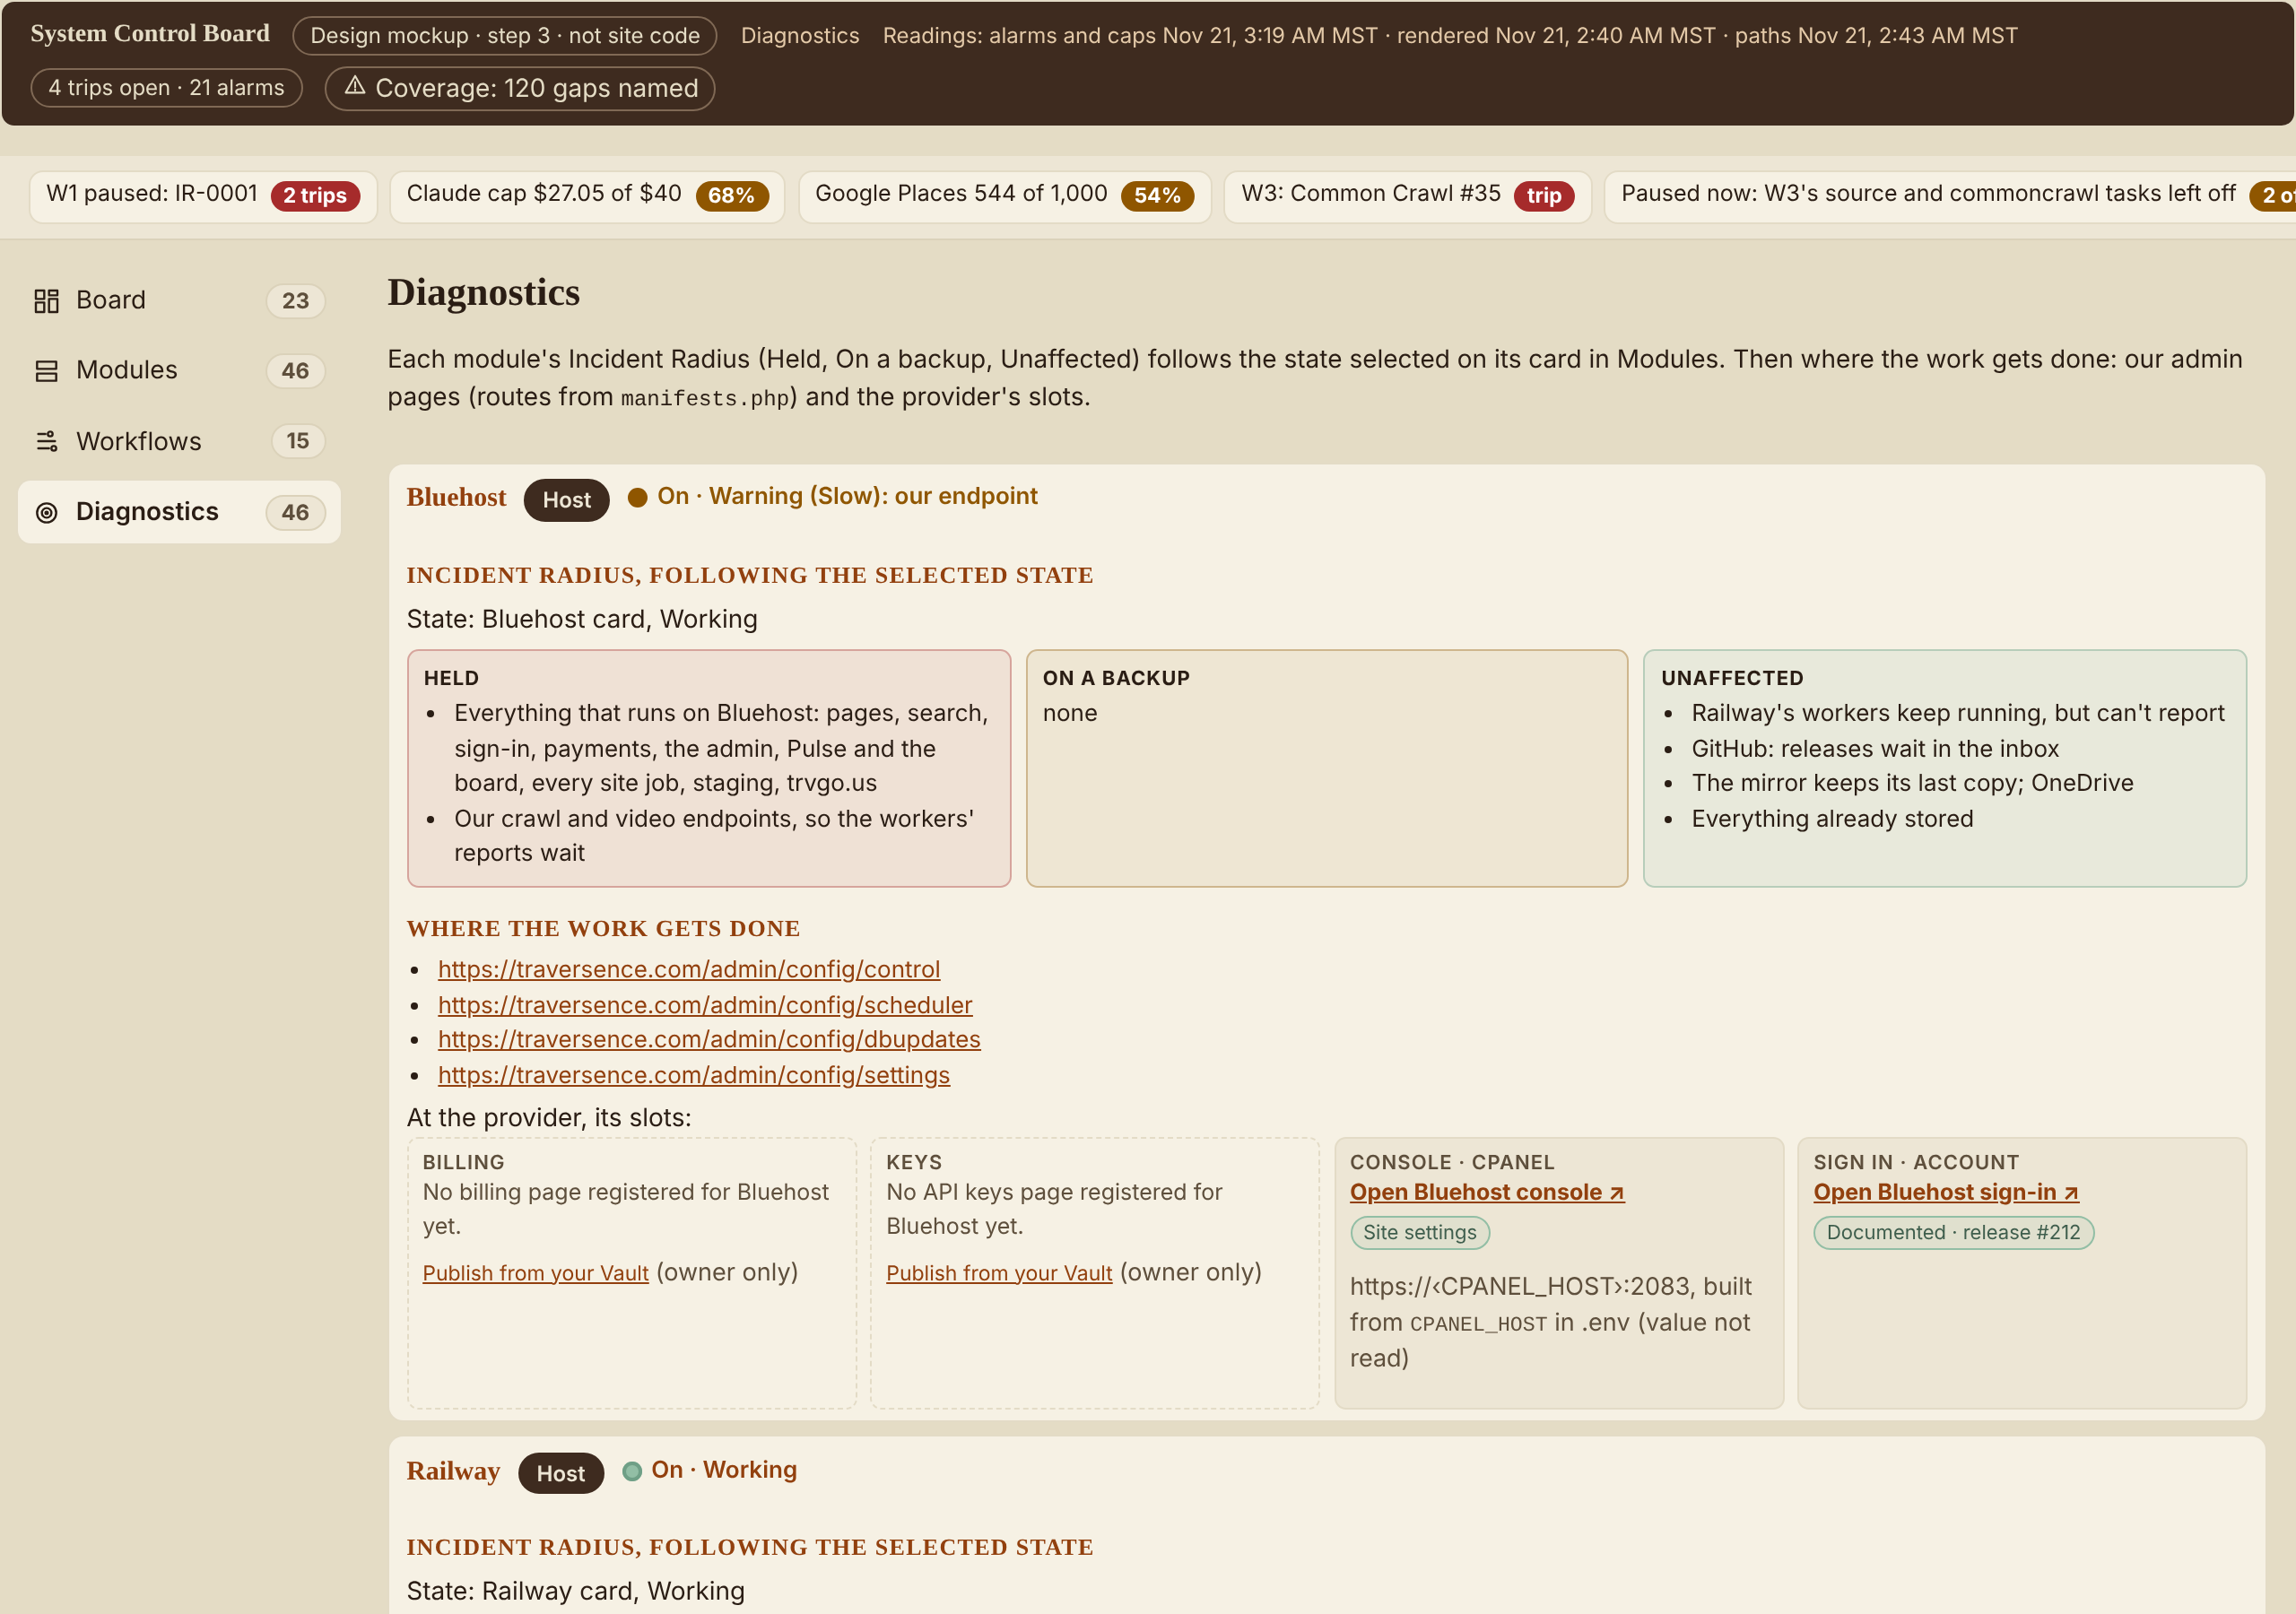 System Control Board
Design mockup · step 3 · not site code
Diagnostics
Readings: alarms and caps Nov 21, 3:19 AM MST · rendered Nov 21, 2:40 AM MST · paths Nov 21, 2:43 AM MST
4 trips open · 21 alarms
⚠ Coverage: 120 gaps named
W1 paused: IR-0001 2 trips
Claude cap $27.05 of $40 68%
Google Places 544 of 1,000 54%
W3: Common Crawl #35 trip
Paused now: W3's source and commoncrawl tasks left off 2 of
Board 23
Modules 46
Workflows 15
Diagnostics 46
Diagnostics
Each module's Incident Radius (Held, On a backup, Unaffected) follows the state selected on its card in Modules. Then where the work gets done: our admin
pages (routes from manifests.php) and the provider's slots.
Bluehost Host On · Warning (Slow): our endpoint
INCIDENT RADIUS, FOLLOWING THE SELECTED STATE
State: Bluehost card, Working
HELD
• Everything that runs on Bluehost: pages, search,
sign-in, payments, the admin, Pulse and the
board, every site job, staging, trvgo.us
• Our crawl and video endpoints, so the workers'
reports wait
ON A BACKUP
none
UNAFFECTED
• Railway's workers keep running, but can't report
• GitHub: releases wait in the inbox
• The mirror keeps its last copy; OneDrive
• Everything already stored
WHERE THE WORK GETS DONE
• https://traversence.com/admin/config/control
• https://traversence.com/admin/config/scheduler
• https://traversence.com/admin/config/dbupdates
• https://traversence.com/admin/config/settings
At the provider, its slots:
BILLING
No billing page registered for Bluehost
yet.
Publish from your Vault (owner only)
KEYS
No API keys page registered for
Bluehost yet.
Publish from your Vault (owner only)
CONSOLE · CPANEL
Open Bluehost console ↗
Site settings
https://‹CPANEL_HOST›:2083, built
from CPANEL_HOST in .env (value not
read)
SIGN IN · ACCOUNT
Open Bluehost sign-in ↗
Documented · release #212
Railway Host On · Working
INCIDENT RADIUS, FOLLOWING THE SELECTED STATE
State: Railway card, Working